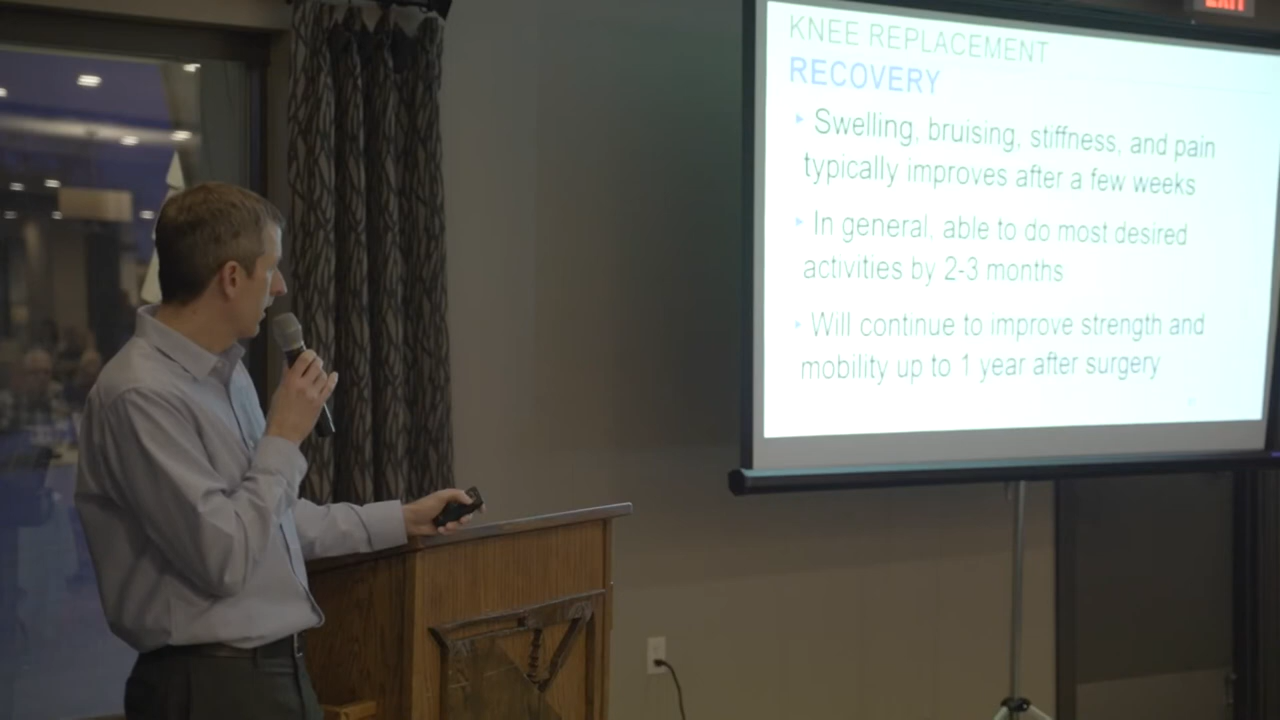 EXIT
KNEE REPLACEMENT
RECOVERY
Swelling, bruising, stiffness, and pain
typically improves after a few weeks
In general, able to do most desired
activities by 2-3 months
Will continue to improve strength and
mobility up to 1 year after surgery